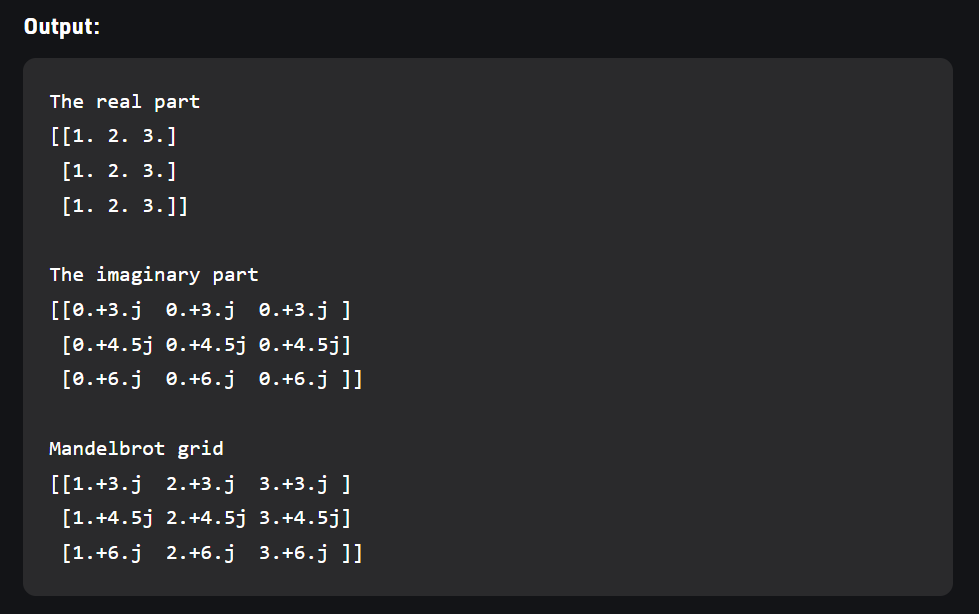 Output:
The real part
[[1. 2. 3.]
 [1. 2. 3.]
 [1. 2. 3.]]
The imaginary part
[[0.+3.j  0.+3.j  0.+3.j ]
 [0.+4.5j 0.+4.5j 0.+4.5j]
 [0.+6.j  0.+6.j  0.+6.j ]]
Mandelbrot grid
[[1.+3.j  2.+3.j  3.+3.j ]
 [1.+4.5j 2.+4.5j 3.+4.5j]
 [1.+6.j  2.+6.j  3.+6.j ]]